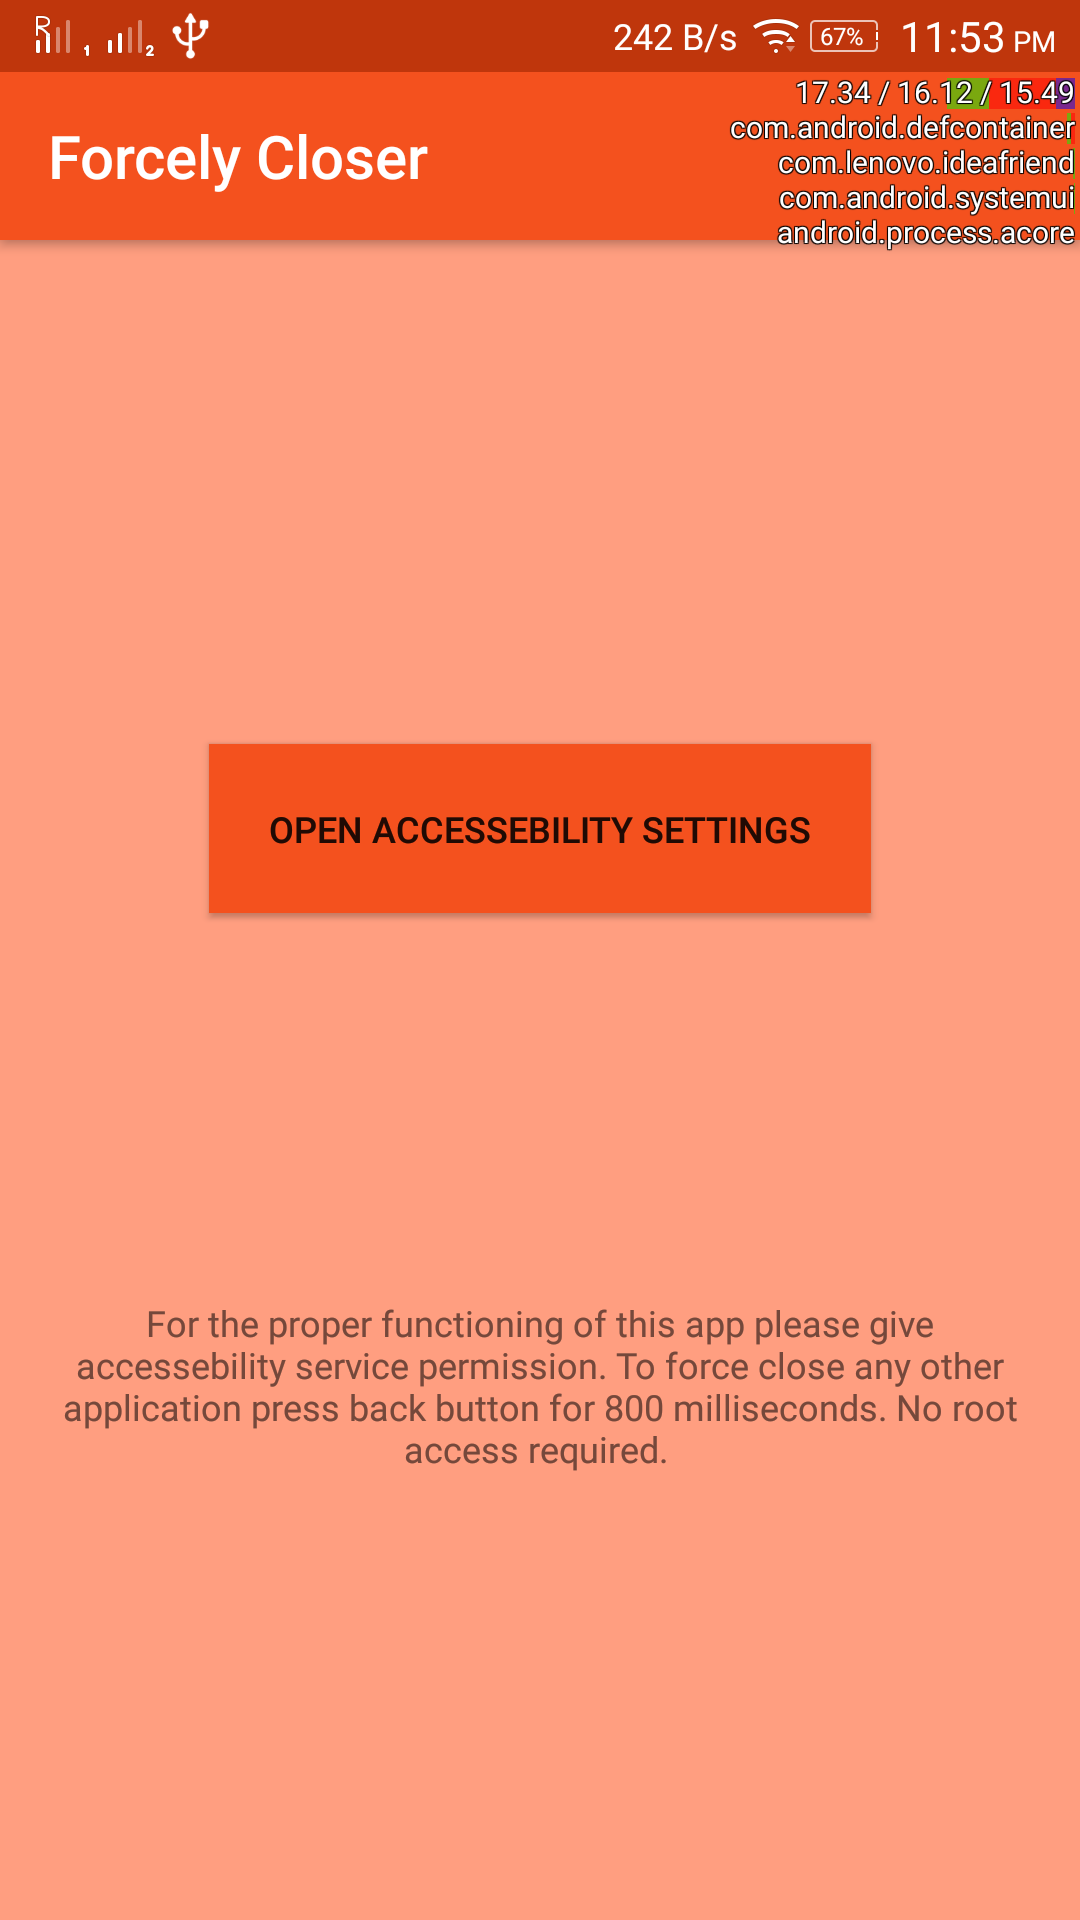 R 1 2 242 B/s 67% 11:53 PM
17.34 / 16.12 / 15.49
com.android.defcontainer
Forcely Closer
com.lenovo.ideafriend
com.android.systemui
android.process.acore
OPEN ACCESSEBILITY SETTINGS
For the proper functioning of this app please give
accessebility service permission. To force close any other
application press back button for 800 milliseconds. No root
access required.